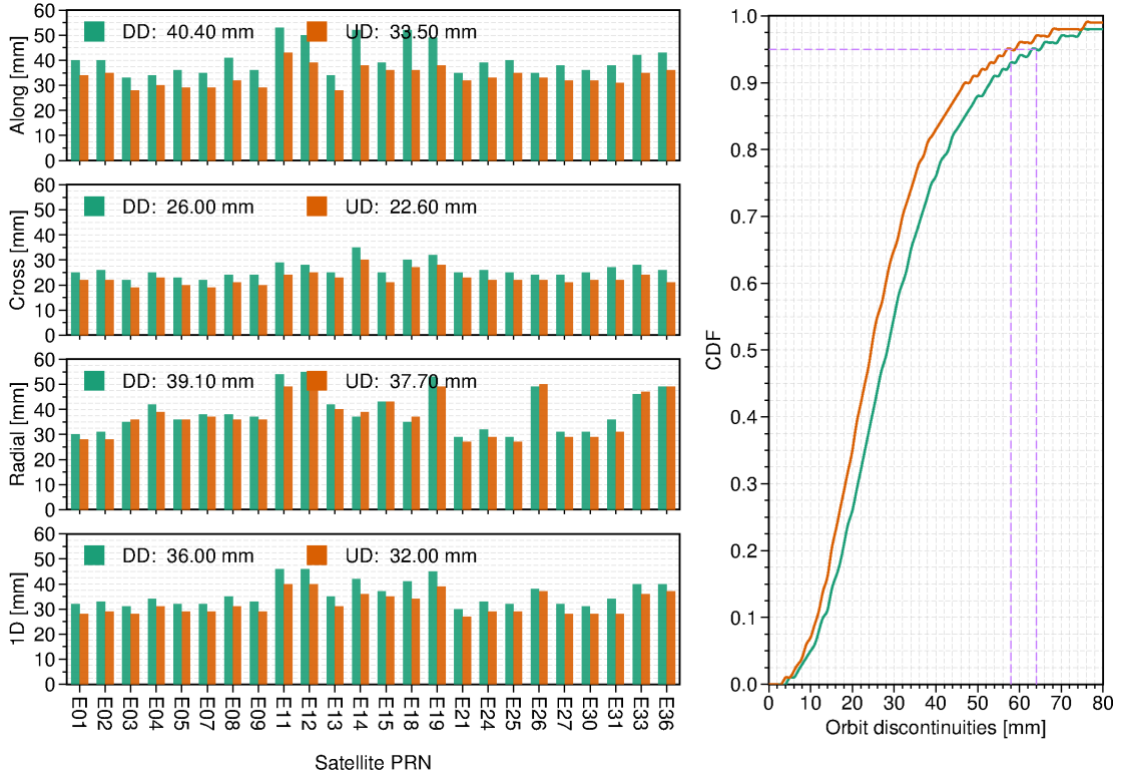 Along [mm]
60
50
40
30
20
10
0
DD: 40.40 mm
UD: 33.50 mm
Cross [mm]
60
50
40
30
20
10
0
DD: 26.00 mm
UD: 22.60 mm
Radial [mm]
60
50
40
30
20
10
0
DD: 39.10 mm
UD: 37.70 mm
1D [mm]
60
50
40
30
20
10
0
DD: 36.00 mm
UD: 32.00 mm
E01
E02
E03
E04
E05
E07
E08
E09
E11
E12
E13
E14
E15
E18
E19
E21
E24
E25
E26
E27
E30
E31
E33
E36
Satellite PRN
CDF
1.0
0.9
0.8
0.7
0.6
0.5
0.4
0.3
0.2
0.1
0.0
0 10 20 30 40 50 60 70 80
Orbit discontinuities [mm]